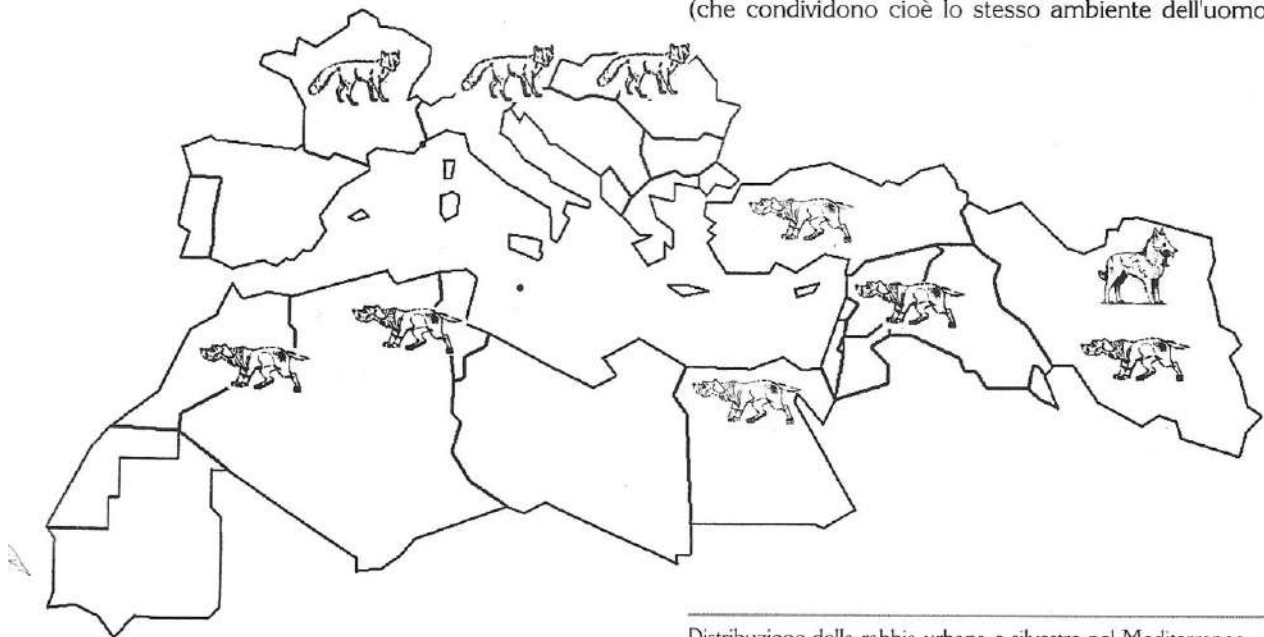 (che condividono cioè lo stesso ambiente dell'uomo
Distribuzione della rabbia urbana e silvestre nel Mediterraneo